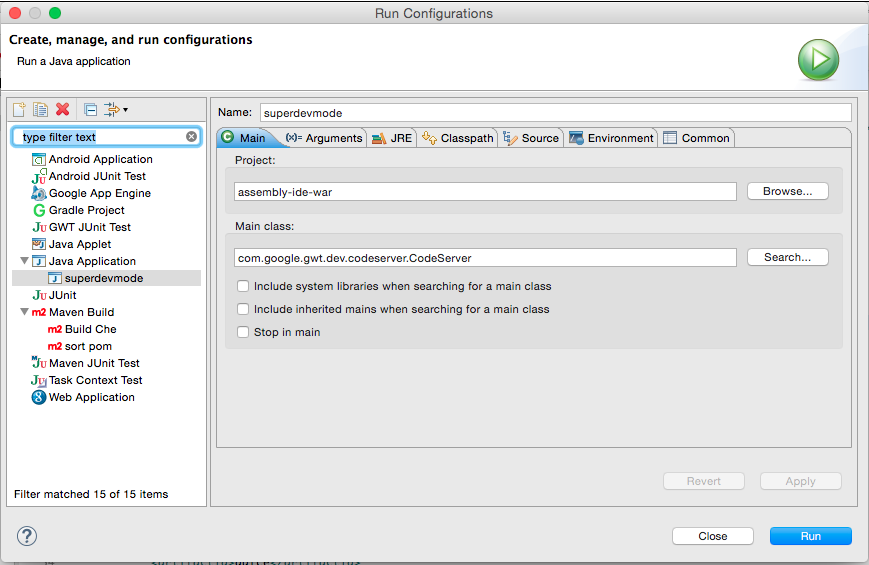 Run Configurations
Create, manage, and run configurations
Run a Java application
type filter text
Android Application
Android JUnit Test
Google App Engine
Gradle Project
GWT JUnit Test
Java Applet
Java Application
superdevmode
JUnit
Maven Build
Build Che
sort pom
Maven JUnit Test
Task Context Test
Web Application
Filter matched 15 of 15 items
Name: superdevmode
Main (x)= Arguments JRE Classpath Source Environment Common
Project:
assembly-ide-war Browse...
Main class:
com.google.gwt.dev.codeserver.CodeServer Search...
Include system libraries when searching for a main class
Include inherited mains when searching for a main class
Stop in main
Revert Apply
? Close Run